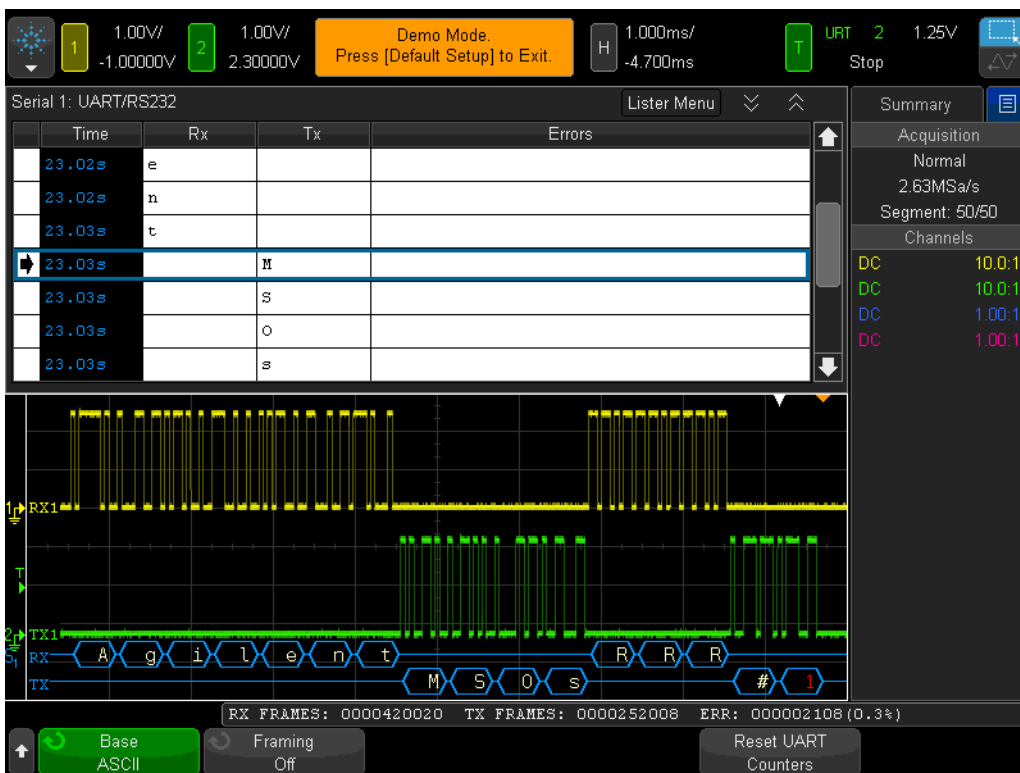 1 1.00V/ 2 1.00V/ Demo Mode. H 1.000ms/ T URT 2 1.25V
-1.00000V 2.30000V Press [Default Setup] to Exit. -4.700ms Stop
Serial 1: UART/RS232 Lister Menu
Time Rx Tx Errors
23.02s e
23.02s n
23.03s t
23.03s M
23.03s S
23.03s O
23.03s s
Summary
Acquisition
Normal
2.63MSa/s
Segment: 50/50
Channels
DC 10.0:1
DC 10.0:1
DC 1.00:1
DC 1.00:1
1 RX1
T
2 TX1
S1 RX A g i l e n t R R R
TX M S O s # 1
RX FRAMES: 0000420020 TX FRAMES: 0000252008 ERR: 000002108(0.3%)
Base
ASCII
Framing
Off
Reset UART
Counters